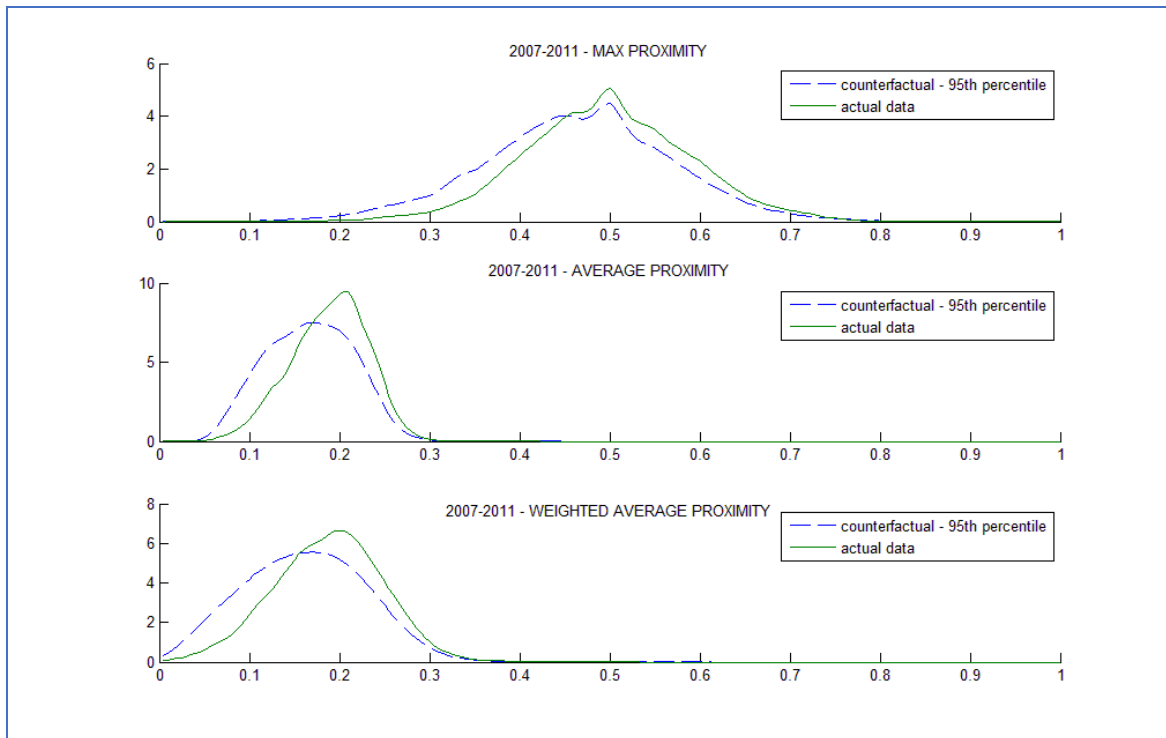 2007-2011 - MAX PROXIMITY
6
4
2
0
counterfactual - 95th percentile
actual data
0 0.1 0.2 0.3 0.4 0.5 0.6 0.7 0.8 0.9 1
2007-2011 - AVERAGE PROXIMITY
10
5
0
counterfactual - 95th percentile
actual data
0 0.1 0.2 0.3 0.4 0.5 0.6 0.7 0.8 0.9 1
2007-2011 - WEIGHTED AVERAGE PROXIMITY
8
6
4
2
0
counterfactual - 95th percentile
actual data
0 0.1 0.2 0.3 0.4 0.5 0.6 0.7 0.8 0.9 1